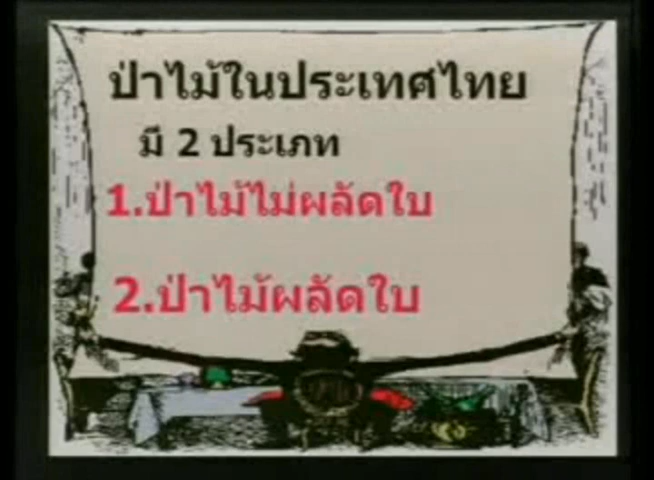 ป่าไม้ในประเทศไทย
มี 2 ประเภท
1.ป่าไม้ไม่ผลัดใบ
2.ป่าไม้ผลัดใบ